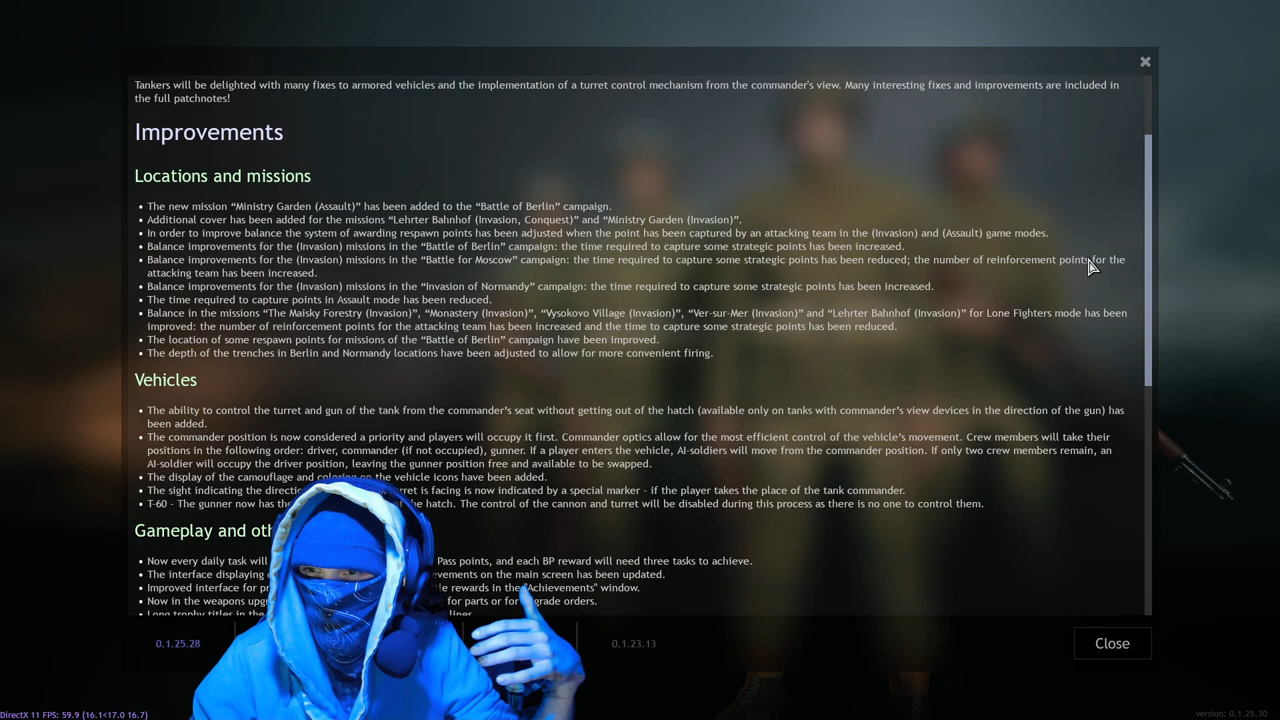 Tankers will be delighted with many fixes to armored vehicles and the implementation of a turret control mechanism from the commander's view. Many interesting fixes and improvements are included in
the full patchnotes!
Improvements
Locations and missions
• The new mission “Ministry Garden (Assault)” has been added to the “Battle of Berlin” campaign.
• Additional cover has been added for the missions “Lehrter Bahnhof (Invasion, Conquest)” and “Ministry Garden (Invasion)”.
• In order to improve balance the system of awarding respawn points has been adjusted when the point has been captured by an attacking team in the (Invasion) and (Assault) game modes.
• Balance improvements for the (Invasion) missions in the “Battle of Berlin” campaign: the time required to capture some strategic points has been increased.
• Balance improvements for the (Invasion) missions in the “Battle for Moscow” campaign: the time required to capture some strategic points has been reduced; the number of reinforcement points for the
attacking team has been increased.
• Balance improvements for the (Invasion) missions in the “Invasion of Normandy” campaign: the time required to capture some strategic points has been increased.
• The time required to capture points in Assault mode has been reduced.
• Balance in the missions “The Maisky Forestry (Invasion)”, “Monastery (Invasion)”, “Vysokovo Village (Invasion)”, “Ver-sur-Mer (Invasion)” and “Lehrter Bahnhof (Invasion)” for Lone Fighters mode has been
improved: the number of reinforcement points for the attacking team has been increased and the time to capture some strategic points has been reduced.
• The location of some respawn points for missions of the “Battle of Berlin” campaign have been improved.
• The depth of the trenches in Berlin and Normandy locations have been adjusted to allow for more convenient firing.
Vehicles
• The ability to control the turret and gun of the tank from the commander’s seat without getting out of the hatch (available only on tanks with commander’s view devices in the direction of the gun) has
been added.
• The commander position is now considered a priority and players will occupy it first. Commander optics allow for the most efficient control of the vehicle’s movement. Crew members will take their
positions in the following order: driver, commander (if not occupied), gunner. If a player enters the vehicle, AI-soldiers will move from the commander position. If only two crew members remain, an
AI-soldier will occupy the driver position, leaving the gunner position free and available to be swapped.
• The display of the camouflage and coloring on the vehicle icons have been added.
• The sight indicating the directi turret is facing is now indicated by a special marker - if the player takes the place of the tank commander.
• T-60 - The gunner now has the of the hatch. The control of the cannon and turret will be disabled during this process as there is no one to control them.
Gameplay and oth
• Now every daily task will Pass points, and each BP reward will need three tasks to achieve.
• The interface displaying evements on the main screen has been updated.
• Improved interface for pr tle rewards in the "Achievements" window.
• Now in the weapons upg for parts or for grade orders.
• Long trophy titles in the lines
0.1.25.28 0.1.23.13 Close
DirectX 11 FPS: 59.9 (16.1<17.0 16.7) version: 0.1.25.30